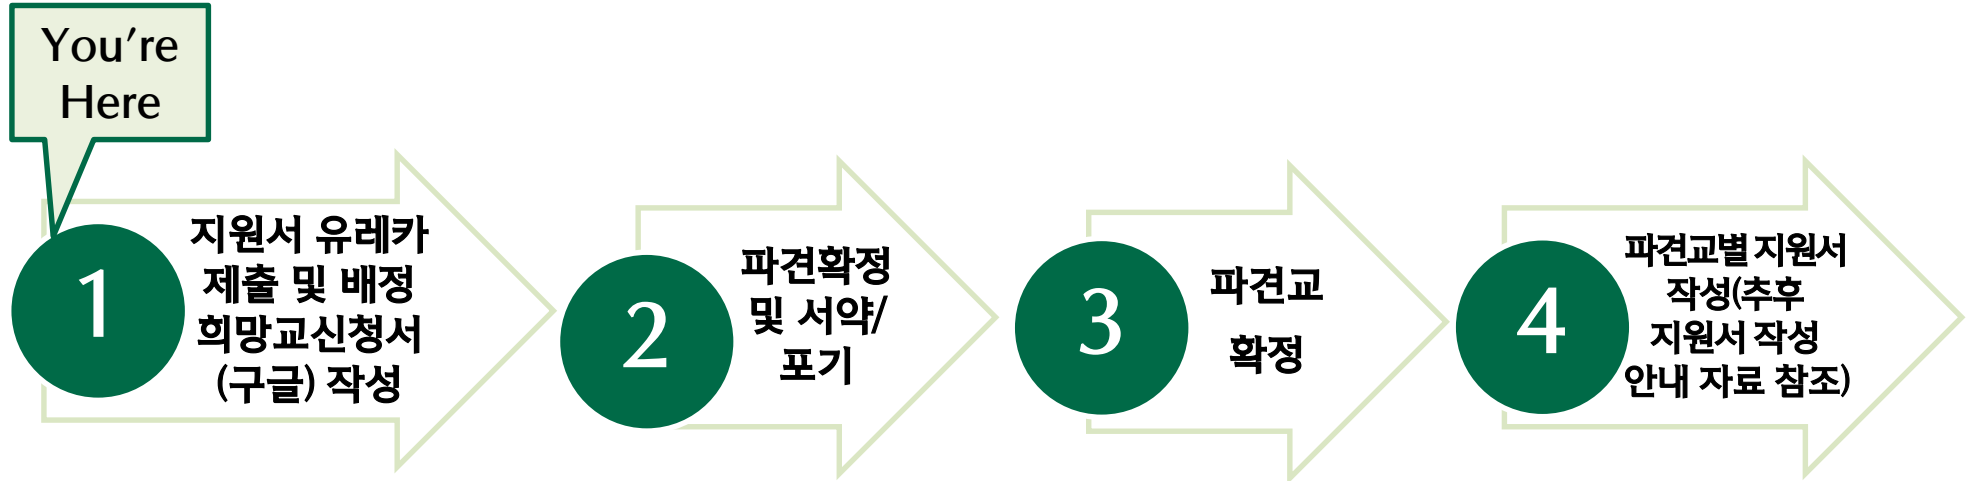 You're
Here
1
지원서 유레카
제출 및 배정
희망교신청서
(구글) 작성
2
파견확정
및 서약/
포기
3
파견교
확정
4
파견교별 지원서
작성(추후
지원서 작성
안내 자료 참조)